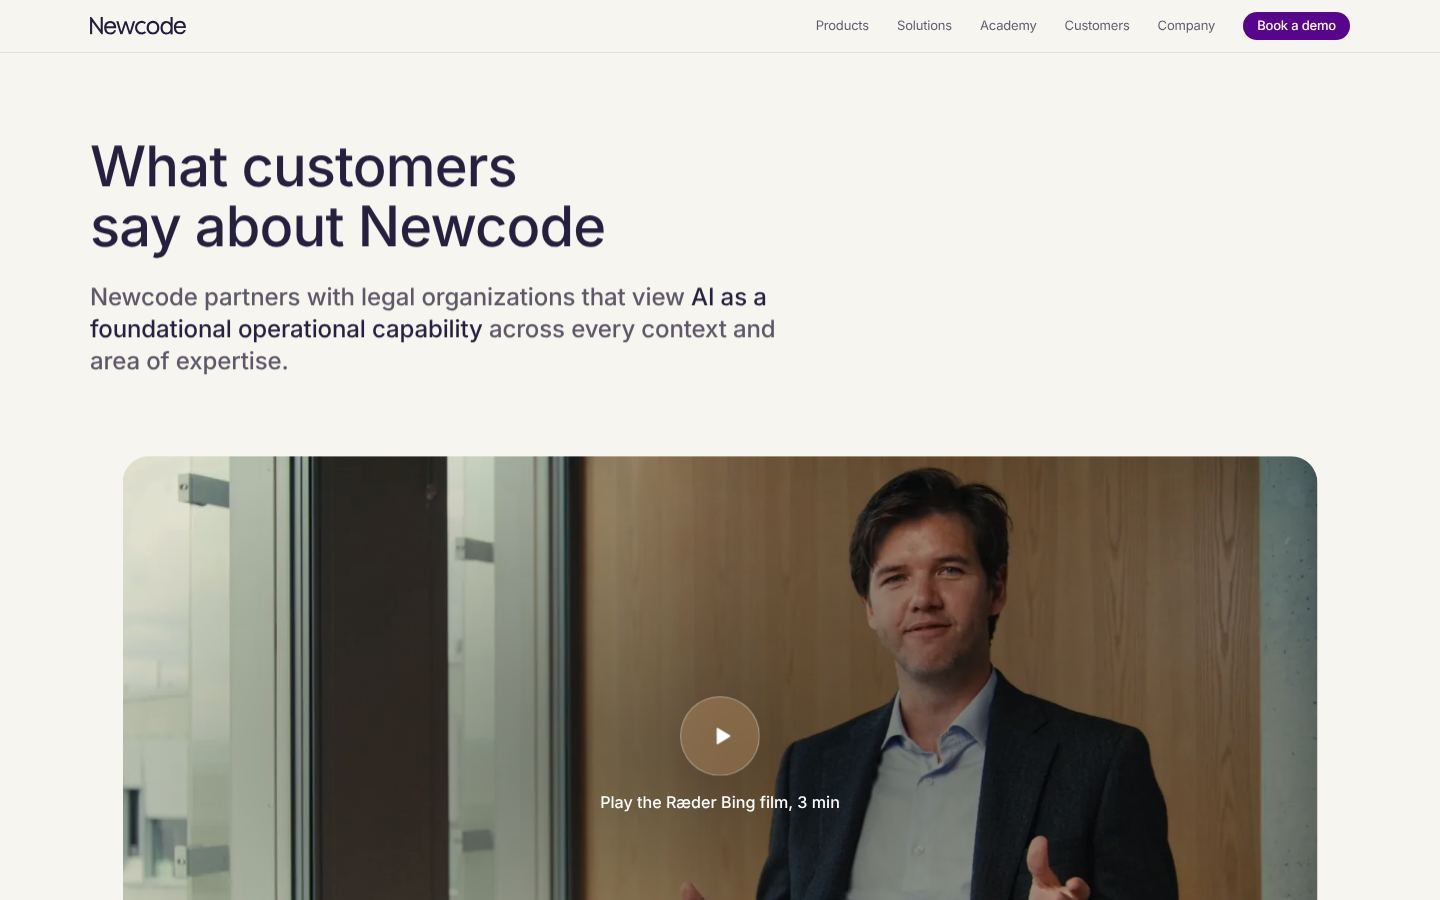 Newcode
Products
Solutions
Academy
Customers
Company
Book a demo
What customers
say about Newcode
Newcode partners with legal organizations that view AI as a
foundational operational capability across every context and
area of expertise.
Play the Ræder Bing film, 3 min